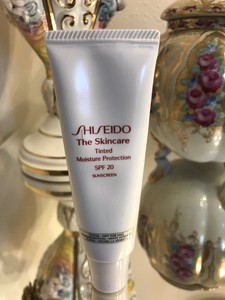 SHISEIDO
The Skincare
Tinted
Moisture Protection
SPF 20
SUNSCREEN